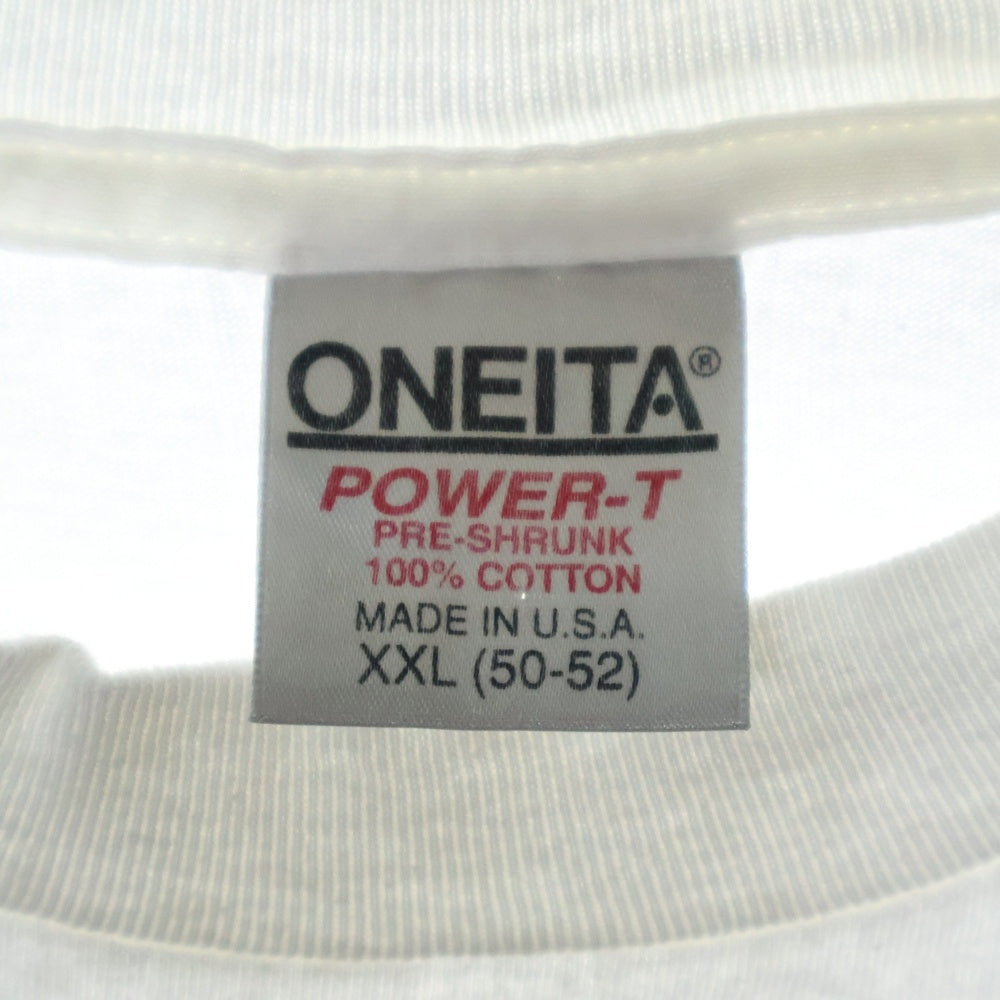 ONEITA®
POWER-T
PRE-SHRUNK
100% COTTON
MADE IN U.S.A.
XXL (50-52)